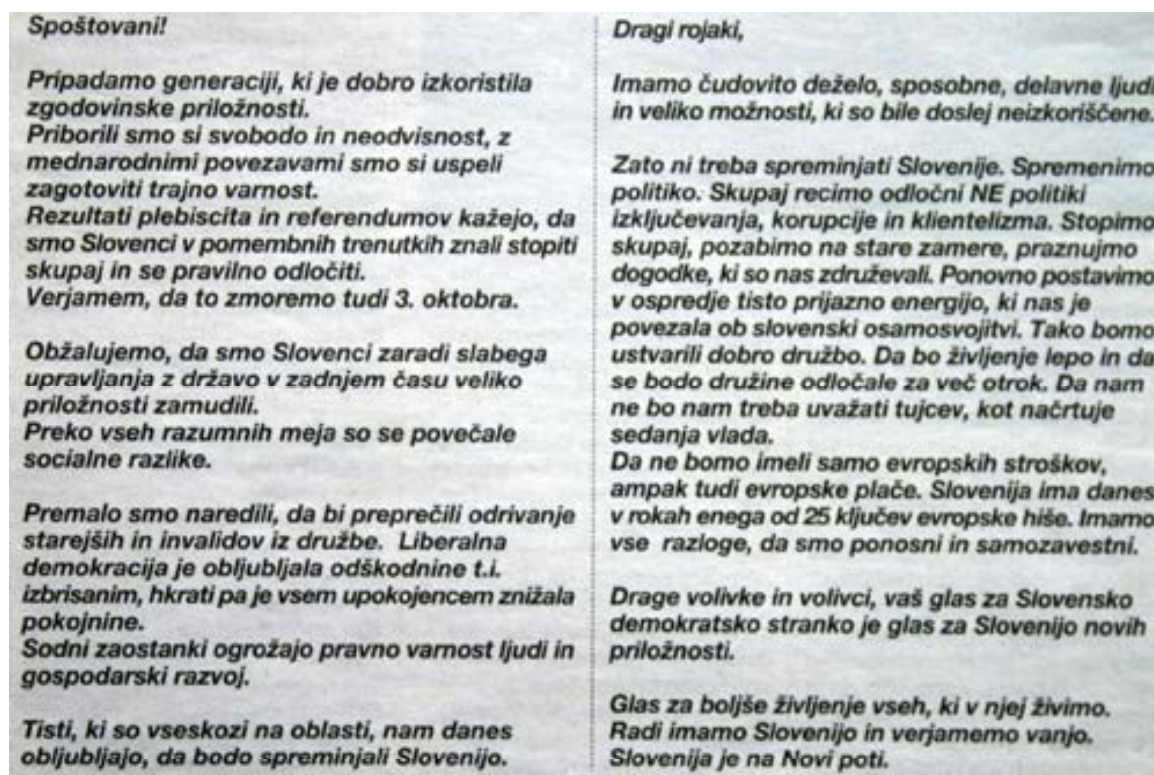 Spoštovani!
Pripadamo generaciji, ki je dobro izkoristila
zgodovinske priložnosti.
Priborili smo si svobodo in neodvisnost, z
mednarodnimi povezavami smo si uspeli
zagotoviti trajno varnost.
Rezultati plebiscita in referendumov kažejo, da
smo Slovenci v pomembnih trenutkih znali stopiti
skupaj in se pravilno odločiti.
Verjamem, da to zmoremo tudi 3. oktobra.
Obžalujemo, da smo Slovenci zaradi slabega
upravljanja z državo v zadnjem času veliko
priložnosti zamudili.
Preko vseh razumnih meja so se povečale
socialne razlike.
Premalo smo naredili, da bi preprečili odrivanje
starejših in invalidov iz družbe. Liberalna
demokracija je obljubljala odškodnine t.i.
izbrisanim, hkrati pa je vsem upokojencem znižala
pokojnine.
Sodni zaostanki ogrožajo pravno varnost ljudi in
gospodarski razvoj.
Tisti, ki so vseskozi na oblasti, nam danes
obljubljajo, da bodo spreminjali Slovenijo.
Dragi rojaki,
Imamo čudovito deželo, sposobne, delavne ljudi
in veliko možnosti, ki so bile doslej neizkoriščene.
Zato ni treba spreminjati Slovenije. Spremenimo
politiko. Skupaj recimo odločni NE politiki
izključevanja, korupcije in klientelizma. Stopimo
skupaj, pozabimo na stare zamere, praznujmo
dogodke, ki so nas združevali. Ponovno postavimo
v ospredje tisto prijazno energijo, ki nas je
povezala ob slovenski osamosvojitvi. Tako bomo
ustvarili dobro družbo. Da bo življenje lepo in da
se bodo družine odločale za več otrok. Da nam
ne bo nam treba uvažati tujcev, kot načrtuje
sedanja vlada.
Da ne bomo imeli samo evropskih stroškov,
ampak tudi evropske plače. Slovenija ima danes
v rokah enega od 25 ključev evropske hiše. Imamo
vse razloge, da smo ponosni in samozavestni.
Drage volivke in volivci, vaš glas za Slovensko
demokratsko stranko je glas za Slovenijo novih
priložnosti.
Glas za boljše življenje vseh, ki v njej živimo.
Radi imamo Slovenijo in verjamemo vanjo.
Slovenija je na Novi poti.